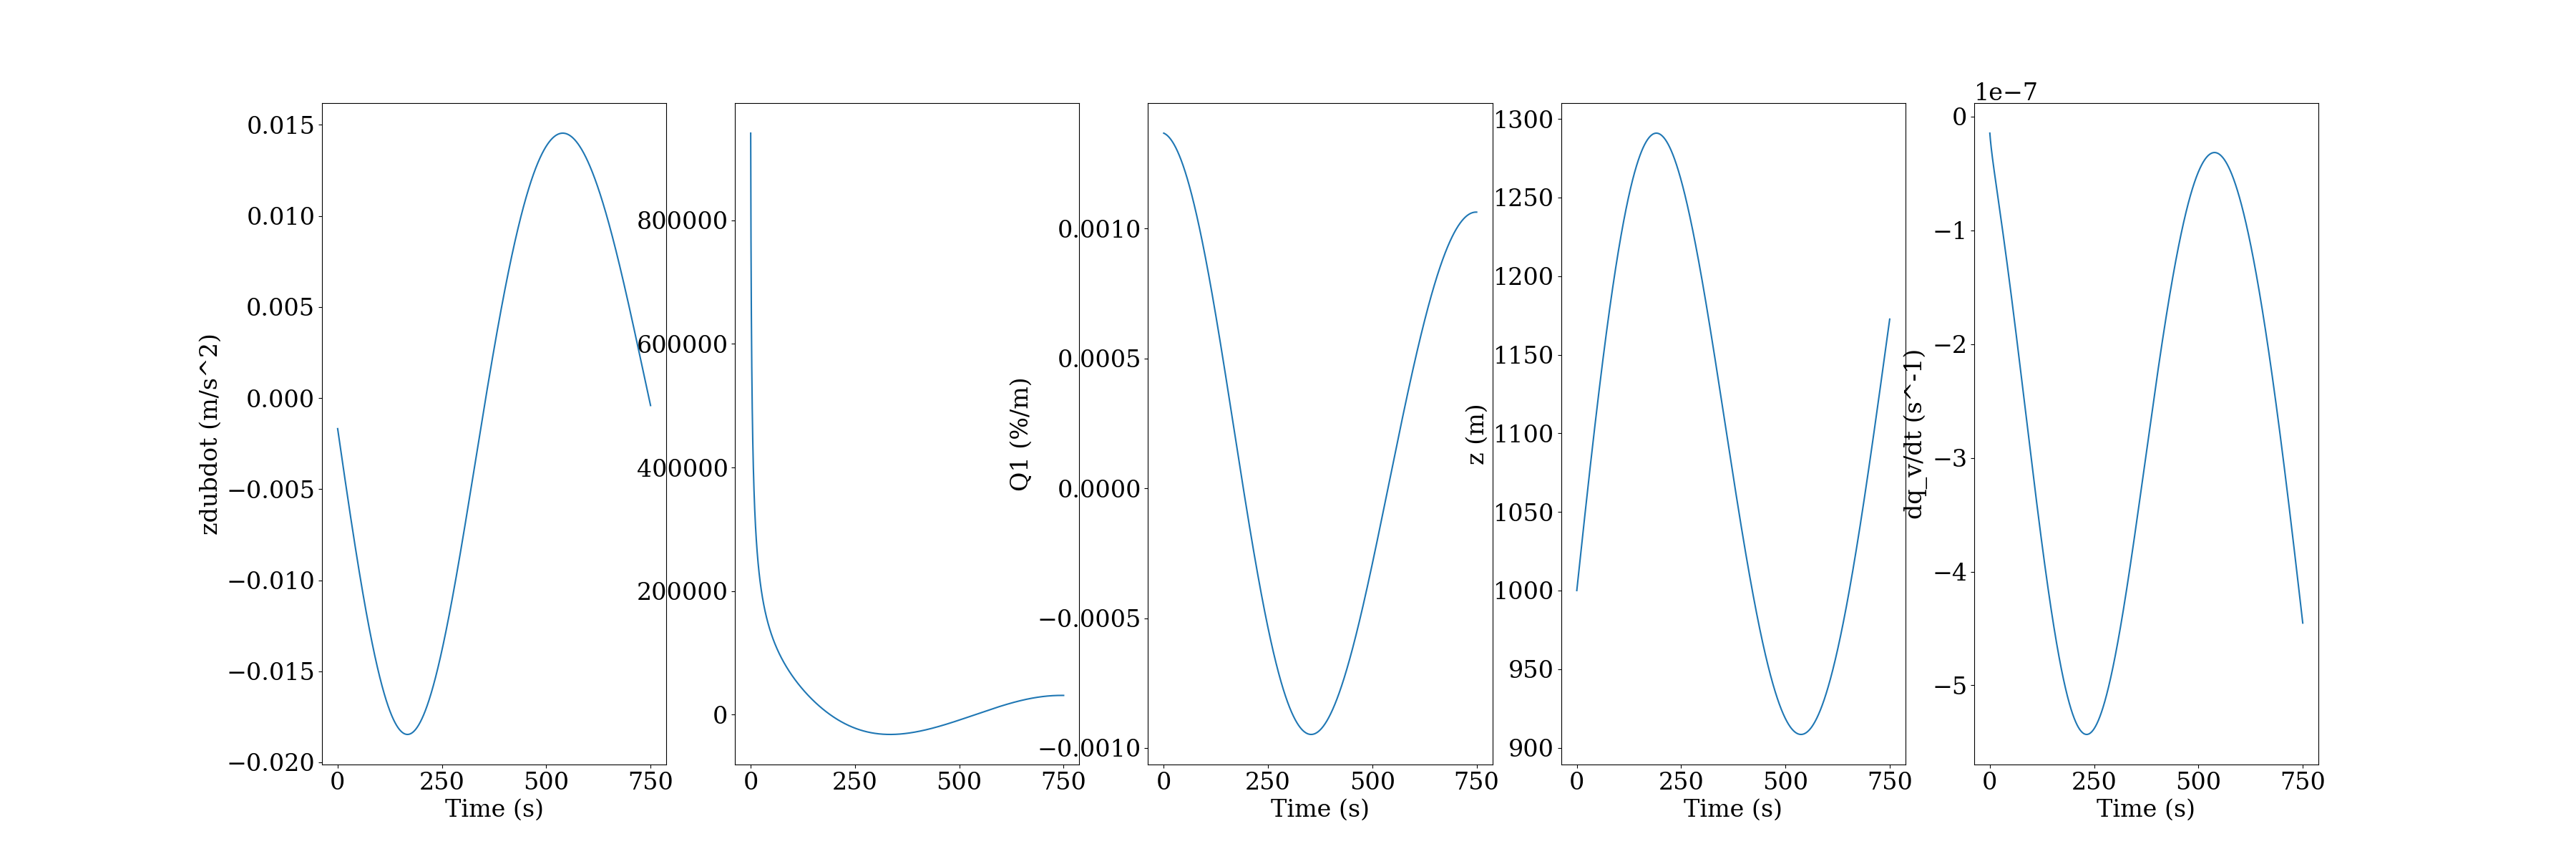 zdubdot (m/s^2)
0.015
0.010
0.005
0.000
−0.005
−0.010
−0.015
−0.020
0 250 500 750
Time (s)
800000
600000
400000
200000
0
0 250 500 750
Q1 (%/m)
0.0010
0.0005
0.0000
−0.0005
−0.0010
0 250 500 750
Time (s)
z (m)
1300
1250
1200
1150
1100
1050
1000
950
900
0 250 500 750
Time (s)
dq_v/dt (s^-1)
1e−7
0
−1
−2
−3
−4
−5
0 250 500 750
Time (s)